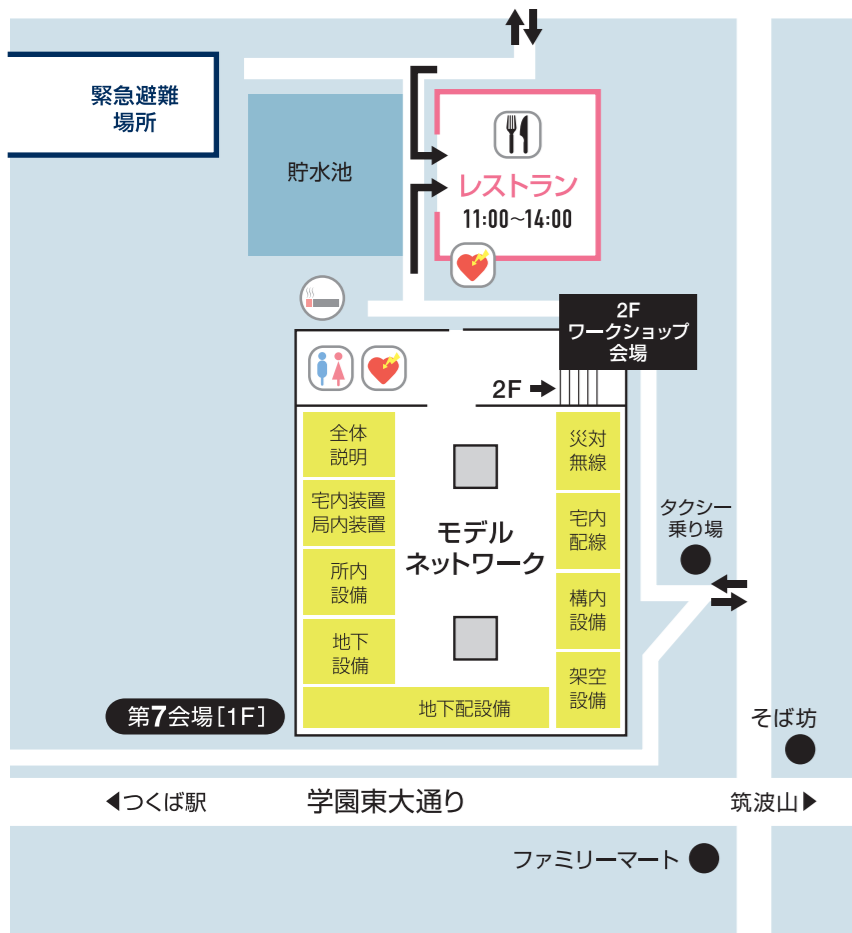 緊急避難
場所
貯水池
レストラン
11:00～14:00
2F
ワークショップ
会場
2F
全体
説明
宅内装置
局内装置
所内
設備
地下
設備
地下配設備
モデル
ネットワーク
災対
無線
宅内
配線
構内
設備
架空
設備
タクシー
乗り場
第7会場［1F］
そば坊
つくば駅
学園東大通り
筑波山
ファミリーマート